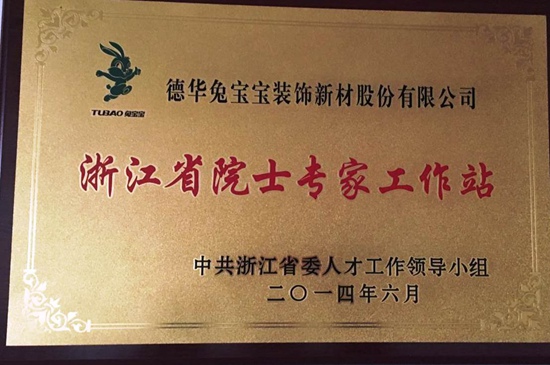 德华兔宝宝装饰新材股份有限公司
TUBAO 兔宝宝
浙江省院士专家工作站
中共浙江省委人才工作领导小组
二〇一四年六月